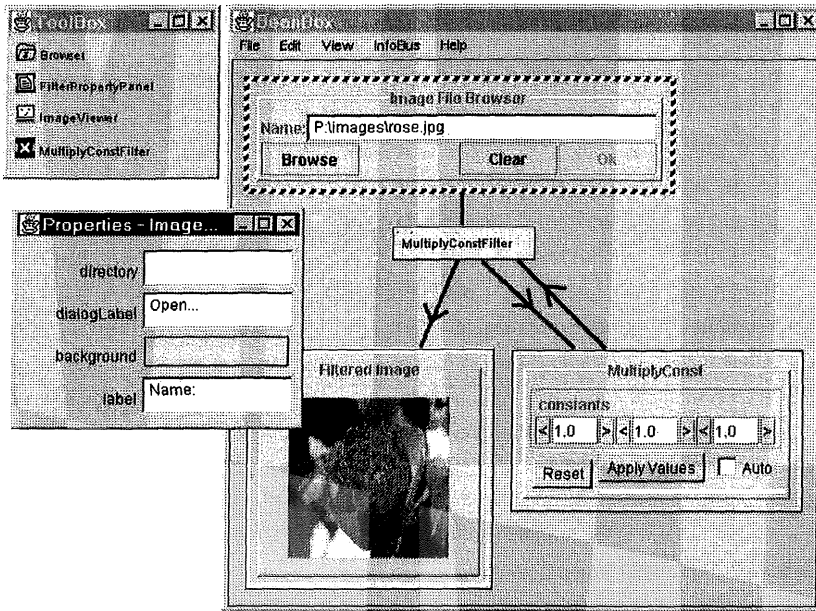 ToolBox
Browser
FilterPropertyPanel
ImageViewer
MultiplyConstFilter
BeanBox
File Edit View InfoBus Help
Image File Browser
Name: P:\images\rose.jpg
Browse Clear Ok
MultiplyConstFilter
Properties - Image...
directory
dialogLabel Open...
background
label Name:
Filtered Image
MultiplyConst
constants
< 1.0 > < 1.0 > < 1.0 >
Reset Apply Values Auto